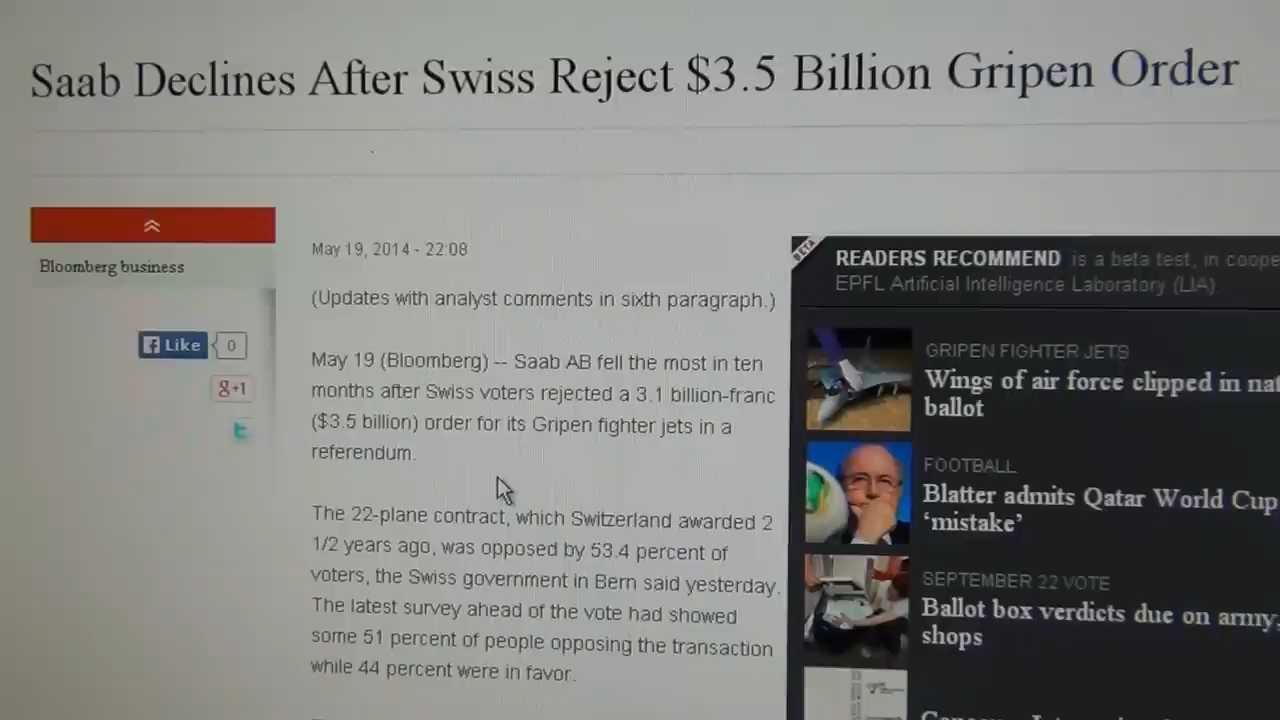 Saab Declines After Swiss Reject $3.5 Billion Gripen Order
Bloomberg business
Like
0
g+1
May 19, 2014 - 22:08
(Updates with analyst comments in sixth paragraph.)
May 19 (Bloomberg) -- Saab AB fell the most in ten
months after Swiss voters rejected a 3.1 billion-franc
($3.5 billion) order for its Gripen fighter jets in a
referendum.
The 22-plane contract, which Switzerland awarded 2
1/2 years ago, was opposed by 53.4 percent of
voters, the Swiss government in Bern said yesterday.
The latest survey ahead of the vote had showed
some 51 percent of people opposing the transaction
while 44 percent were in favor.
BETA
READERS RECOMMEND is a beta test, in coope
EPFL Artificial Intelligence Laboratory (LIA)
GRIPEN FIGHTER JETS
Wings of air force clipped in nat
ballot
FOOTBALL
Blatter admits Qatar World Cup
‘mistake’
SEPTEMBER 22 VOTE
Ballot box verdicts due on army,
shops